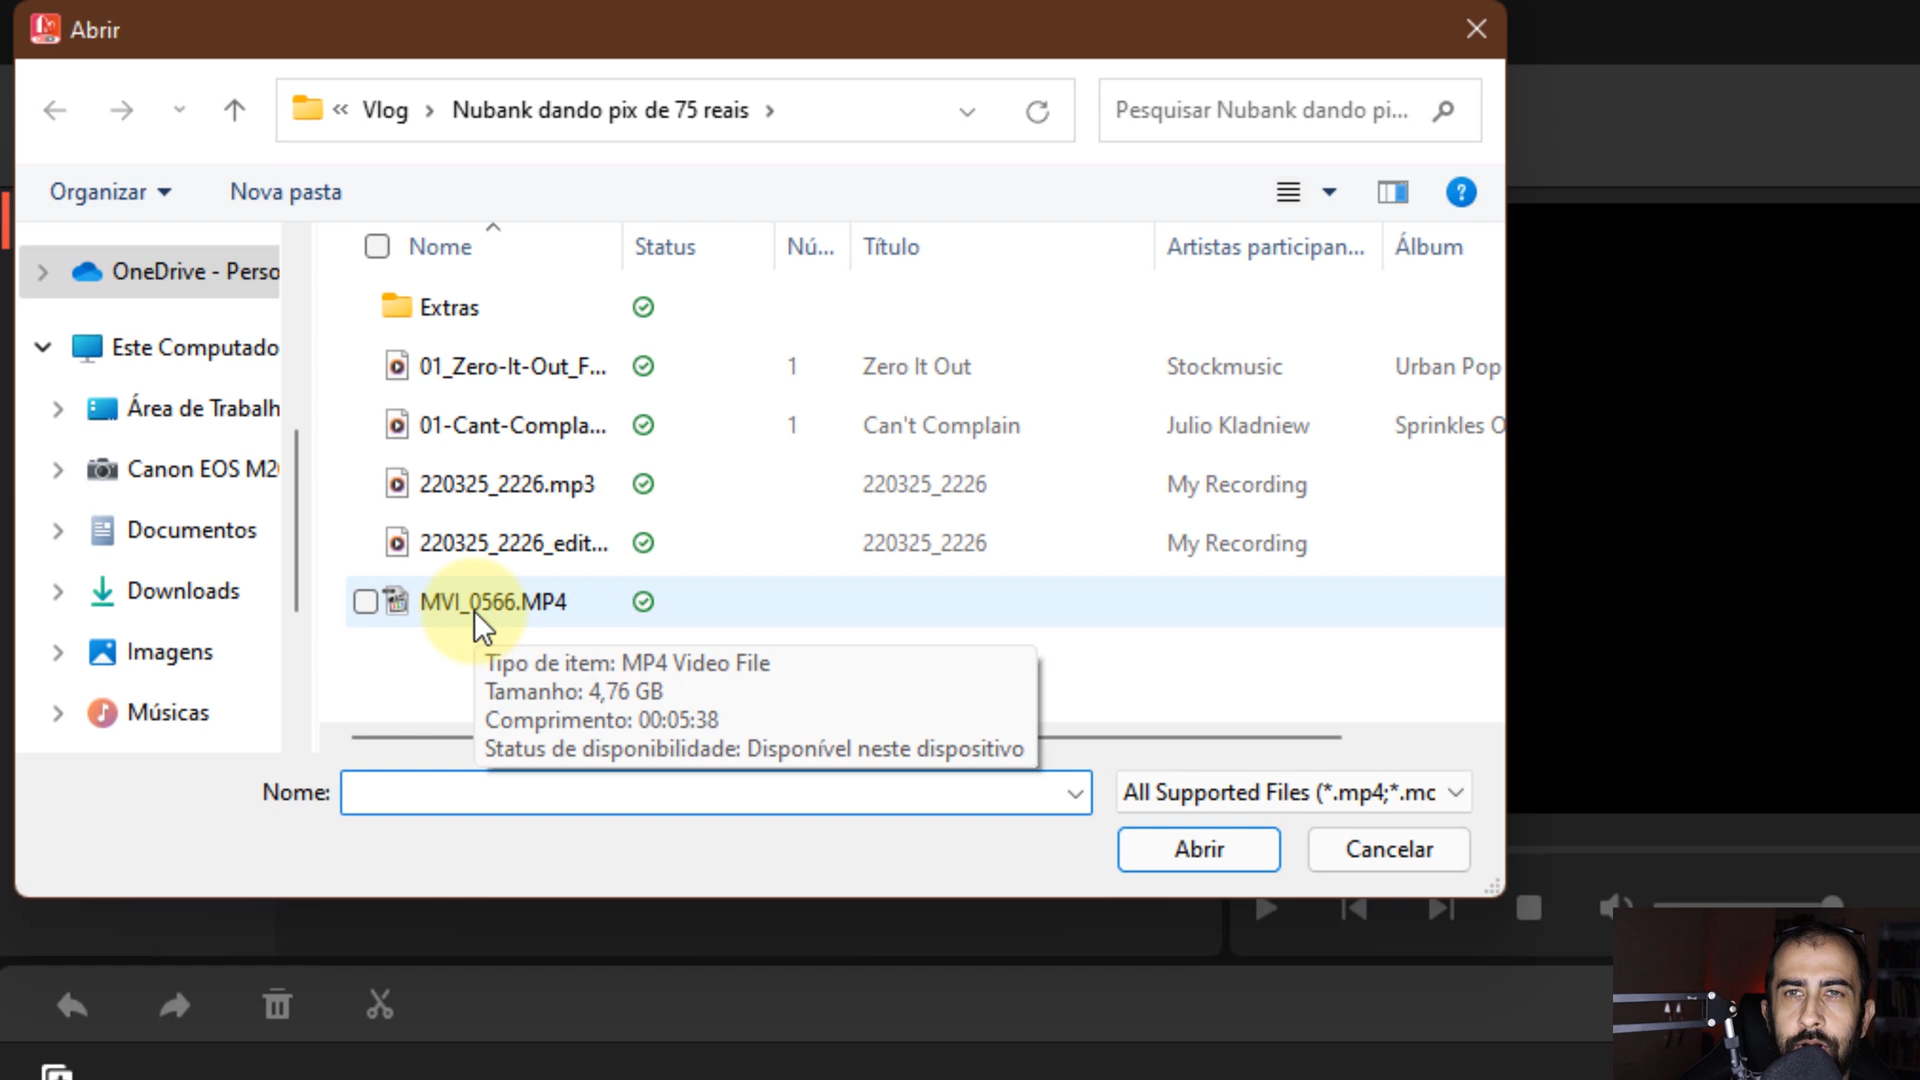 Abrir
« Vlog › Nubank dando pix de 75 reais ›
Pesquisar Nubank dando pi...
Organizar
Nova pasta
Nome
Status
Nú...
Título
Artistas participan...
Álbum
OneDrive - Perso
Este Computado
Área de Trabalh
Canon EOS M2
Documentos
Downloads
Imagens
Músicas
Extras
01_Zero-It-Out_F... 1 Zero It Out Stockmusic Urban Pop
01-Cant-Compla... 1 Can't Complain Julio Kladniew Sprinkles O
220325_2226.mp3 220325_2226 My Recording
220325_2226_edit... 220325_2226 My Recording
MVI_0566.MP4
Tipo de item: MP4 Video File
Tamanho: 4,76 GB
Comprimento: 00:05:38
Status de disponibilidade: Disponível neste dispositivo
Nome:
All Supported Files (*.mp4;*.mc
Abrir
Cancelar